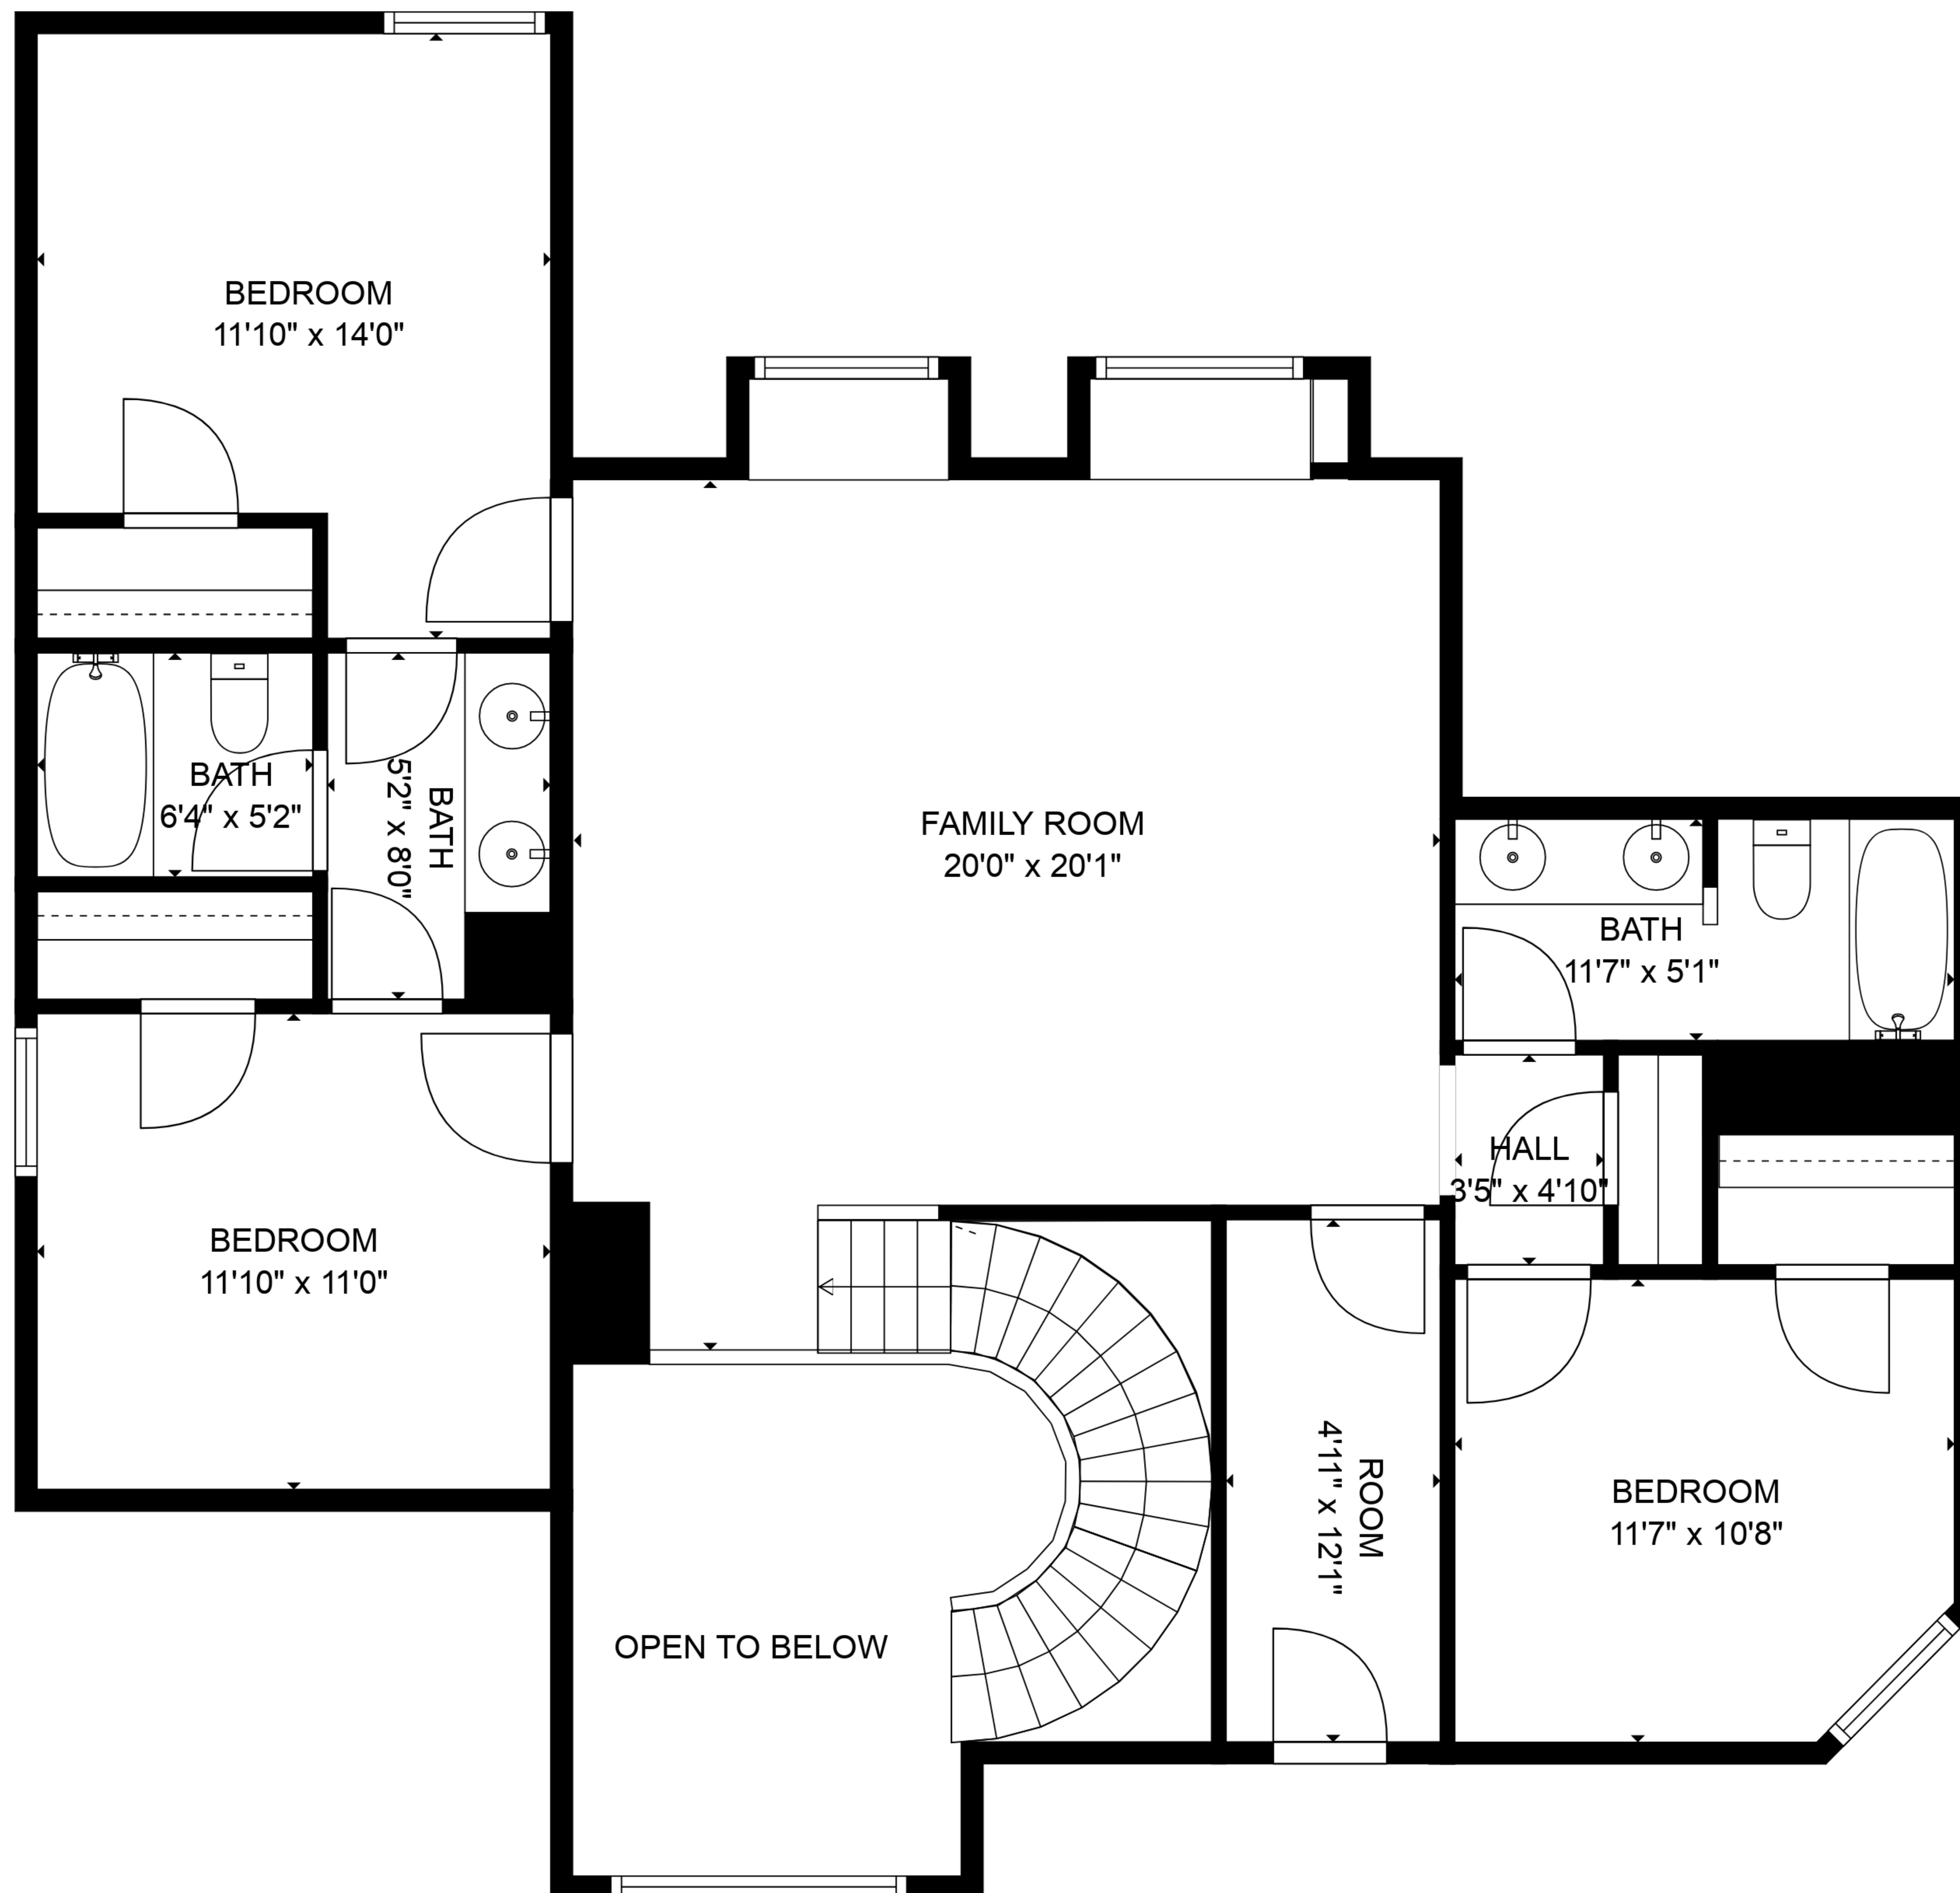 BEDROOM
11'10" x 14'0"
BATH
6'4" x 5'2"
BATH
5'2" x 8'0"
FAMILY ROOM
20'0" x 20'1"
BATH
11'7" x 5'1"
HALL
3'5" x 4'10"
BEDROOM
11'10" x 11'0"
ROOM
4'11" x 12'1"
BEDROOM
11'7" x 10'8"
OPEN TO BELOW